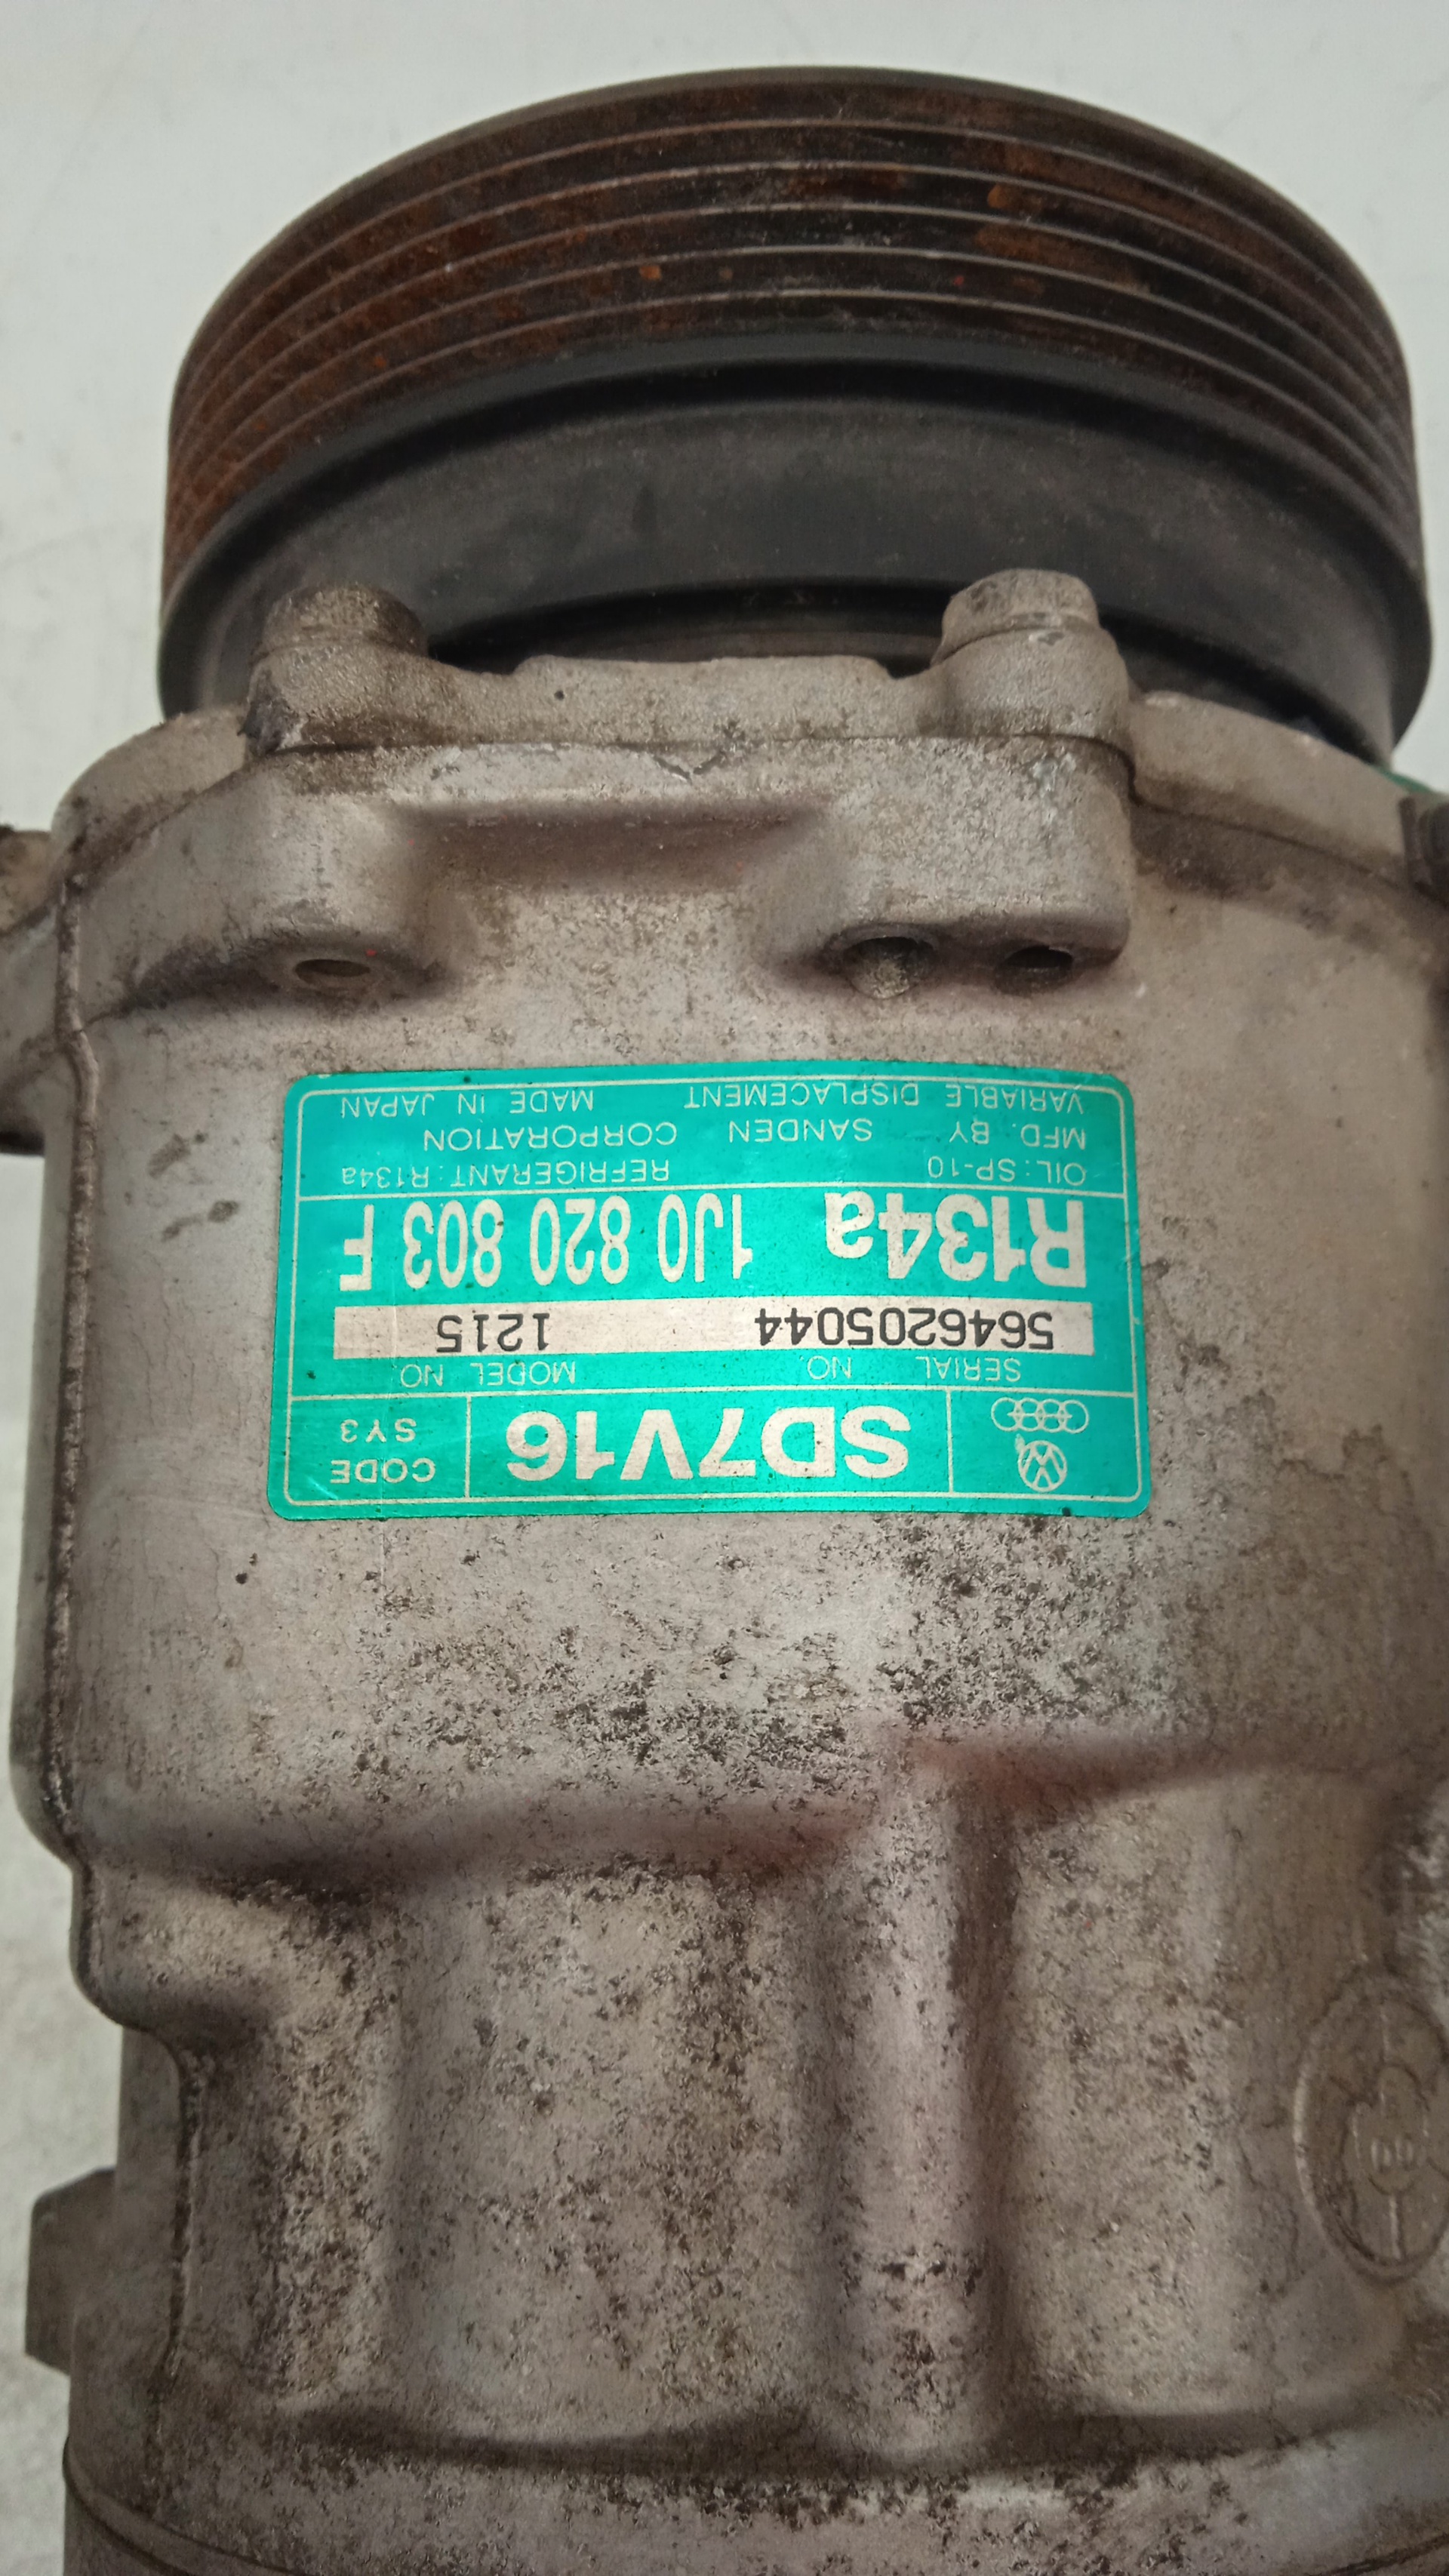 SD7V16
CODE
SY3
SERIAL NO MODEL NO
5646205044 1215
R134a 1J0 820 803 F
OIL: SP-10 REFRIGERANT: R134a
MFD. BY SANDEN CORPORATION
VARIABLE DISPLACEMENT MADE IN JAPAN